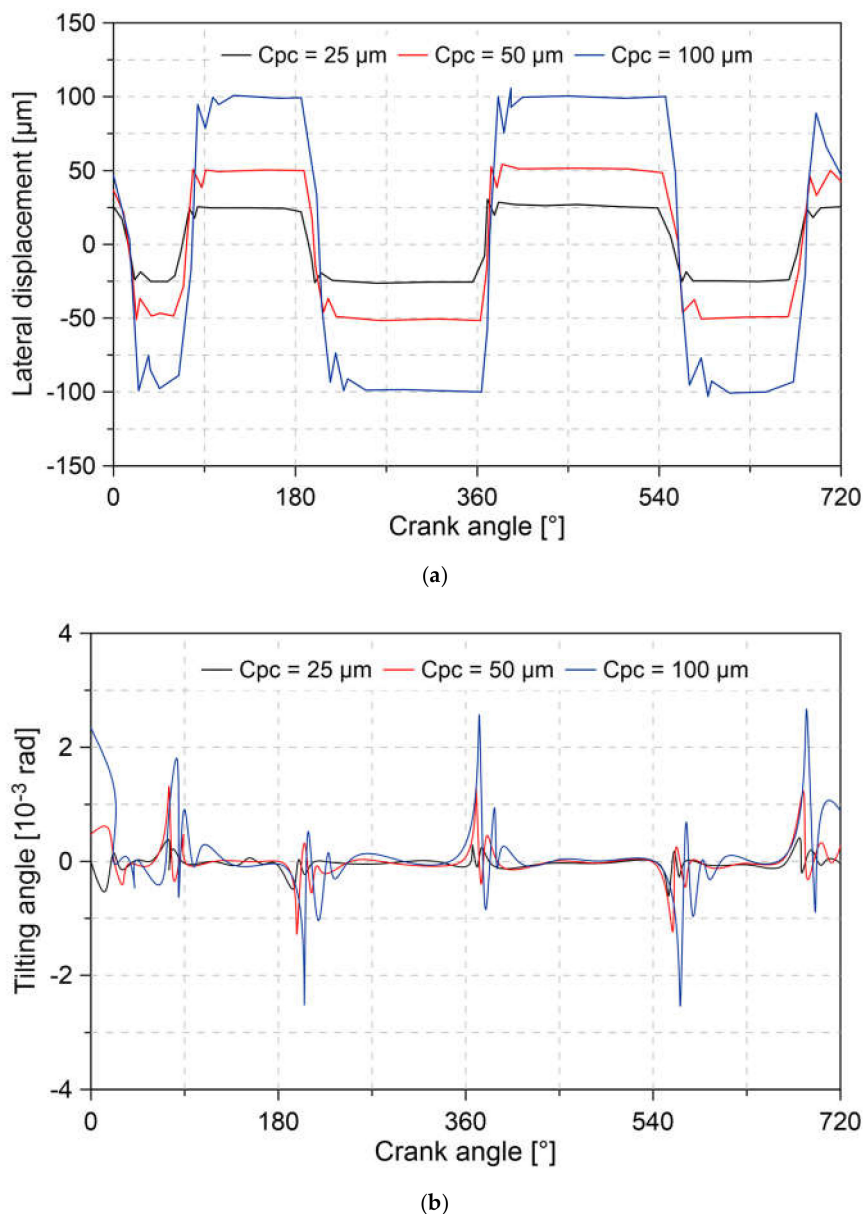 150
Cpc = 25 μm Cpc = 50 μm Cpc = 100 μm
100
50
0
-50
-100
-150
Lateral displacement [μm]
0 180 360 540 720
Crank angle [°]
(a)
4
Cpc = 25 μm Cpc = 50 μm Cpc = 100 μm
2
0
-2
-4
Tilting angle [10⁻³ rad]
0 180 360 540 720
Crank angle [°]
(b)